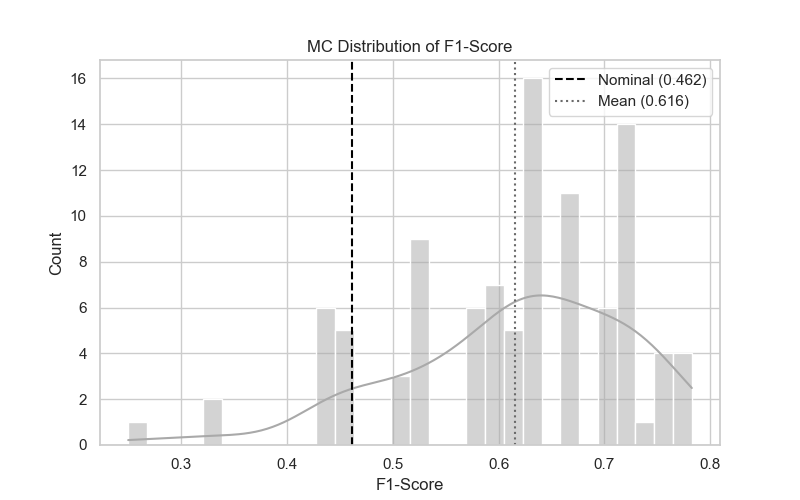 MC Distribution of F1-Score
Nominal (0.462)
Mean (0.616)
16
14
12
10
8
6
4
2
0
Count
0.3 0.4 0.5 0.6 0.7 0.8
F1-Score